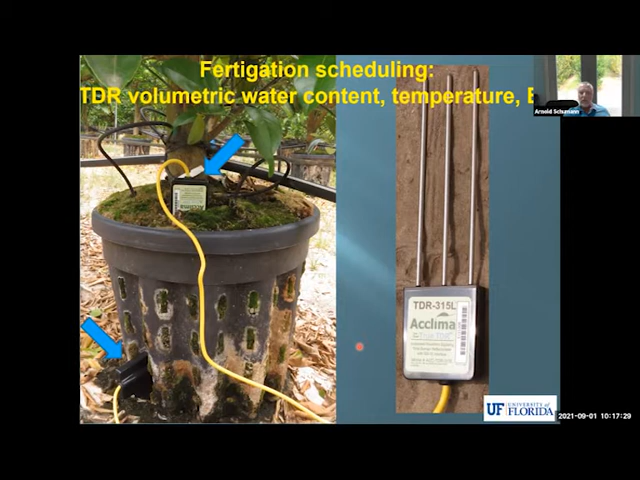 Fertigation scheduling:
TDR volumetric water content, temperature, E
Arnold Schumann
Acclima
TDR-315L
Acclima
UF UNIVERSITY of
FLORIDA
2021-09-01 10:17:29